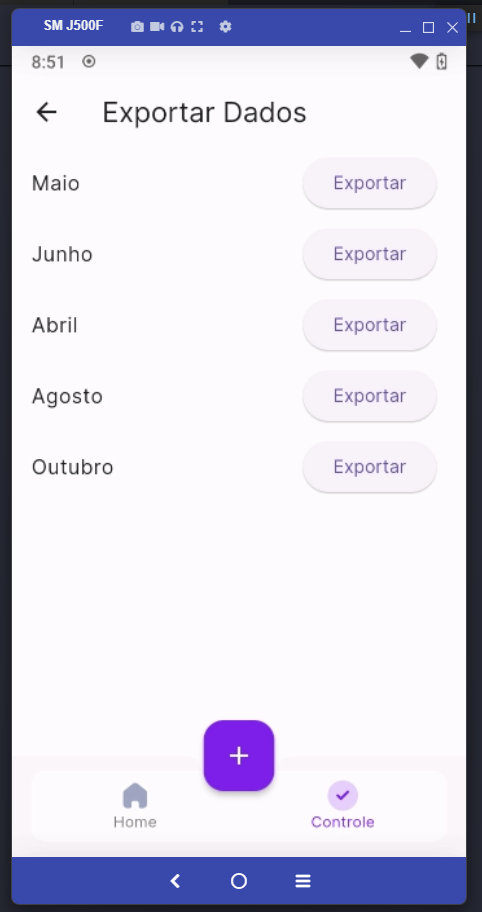 SM J500F
8:51
Exportar Dados
Maio Exportar
Junho Exportar
Abril Exportar
Agosto Exportar
Outubro Exportar
+
Home Controle